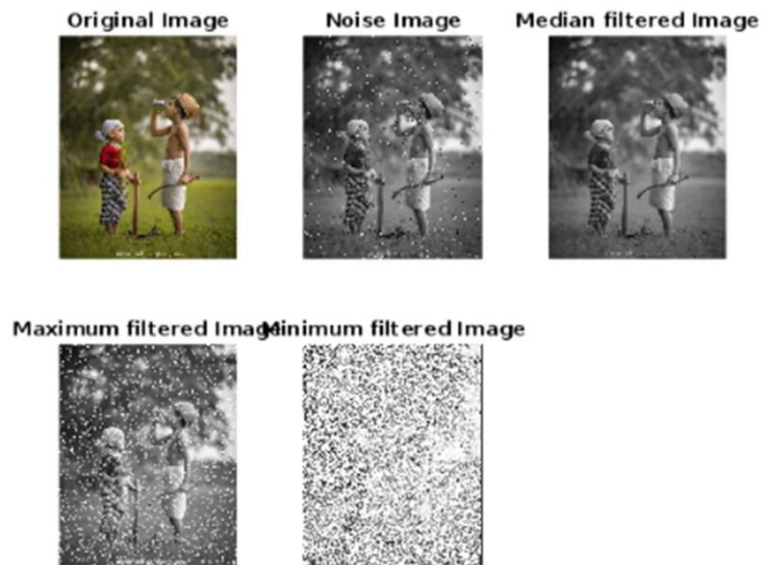 Original Image
Noise Image
Median filtered Image
Maximum filtered Image
Minimum filtered Image